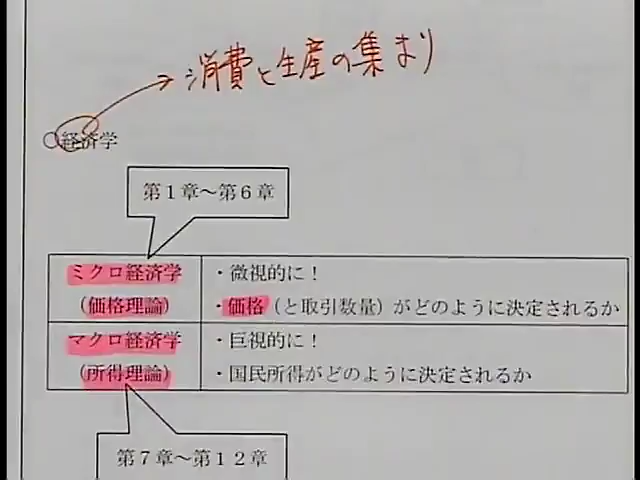 消費と生産の集まり
○経済学
第1章～第6章
ミクロ経済学
(価格理論)
・微視的に!
・価格(と取引数量)がどのように決定されるか
マクロ経済学
(所得理論)
・巨視的に!
・国民所得がどのように決定されるか
第7章～第12章